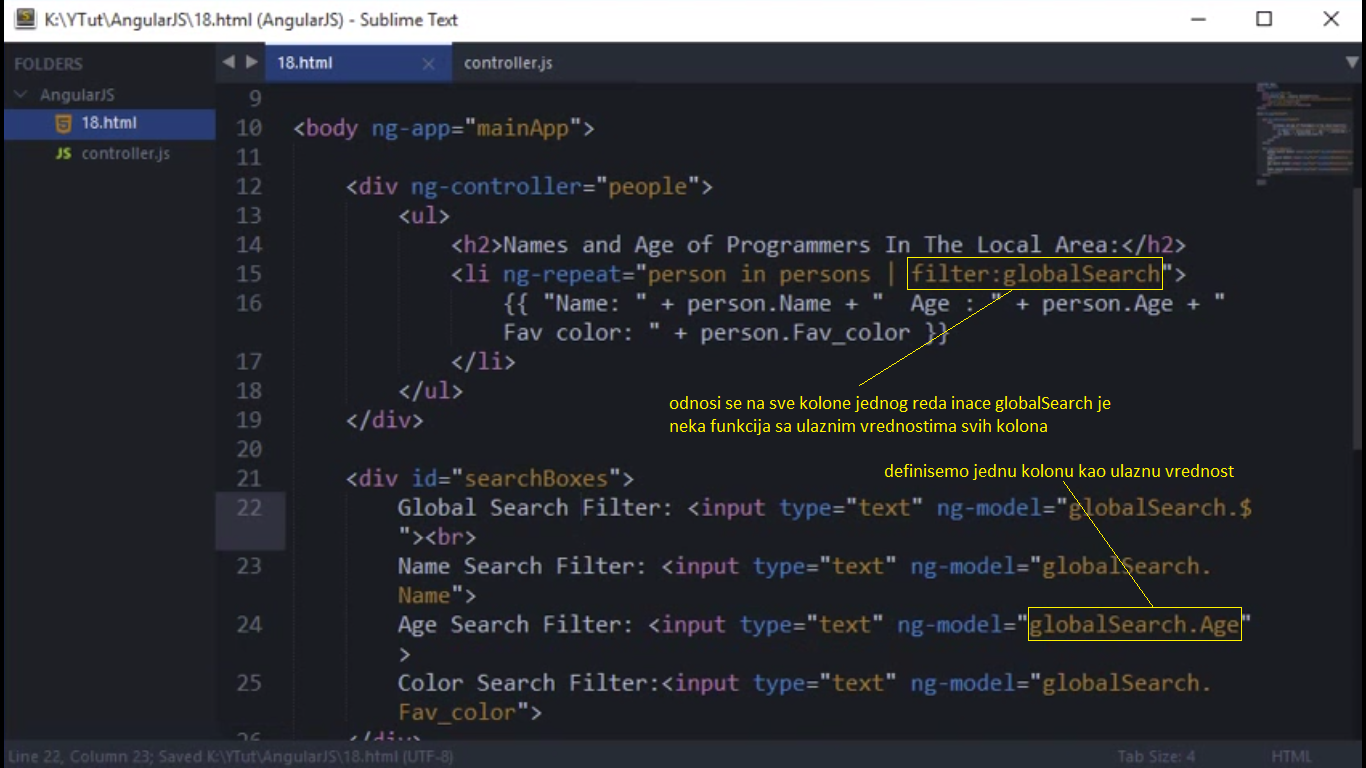 K:\YTut\AngularJS\18.html (AngularJS) - Sublime Text
FOLDERS
AngularJS
18.html
JS controller.js
18.html
controller.js
9
10 <body ng-app="mainApp">
11
12 <div ng-controller="people">
13 <ul>
14 <h2>Names and Age of Programmers In The Local Area:</h2>
15 <li ng-repeat="person in persons | filter:globalSearch">
16 {{ "Name: " + person.Name + "  Age : " + person.Age + "
Fav color: " + person.Fav_color }}
17 </li>
18 </ul>
odnosi se na sve kolone jednog reda inace globalSearch je
19 </div>
neka funkcija sa ulaznim vrednostima svih kolona
20
definisemo jednu kolonu kao ulaznu vrednost
21 <div id="searchBoxes">
22 Global Search Filter: <input type="text" ng-model="globalSearch.$
"><br>
23 Name Search Filter: <input type="text" ng-model="globalSearch.
Name">
24 Age Search Filter: <input type="text" ng-model="globalSearch.Age"
>
25 Color Search Filter:<input type="text" ng-model="globalSearch.
Fav_color">
26 </div>
Line 22, Column 23; Saved K:\YTut\AngularJS\18.html (UTF-8)
Tab Size: 4
HTML